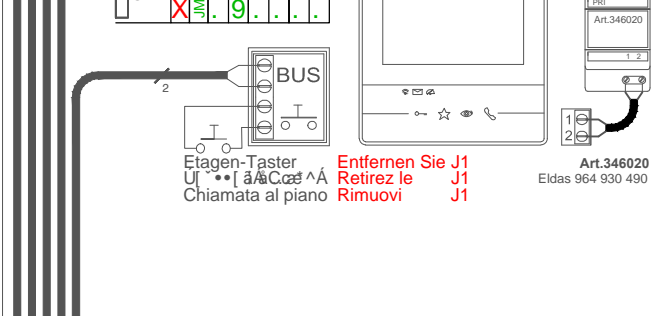 X JM . 9 . . . .
PRI
Art.346020
1 2
BUS
2
1
2
Etagen-Taster Entfernen Sie J1
Retirez le J1
Chiamata al piano Rimuovi J1
Art.346020
Eldas 964 930 490